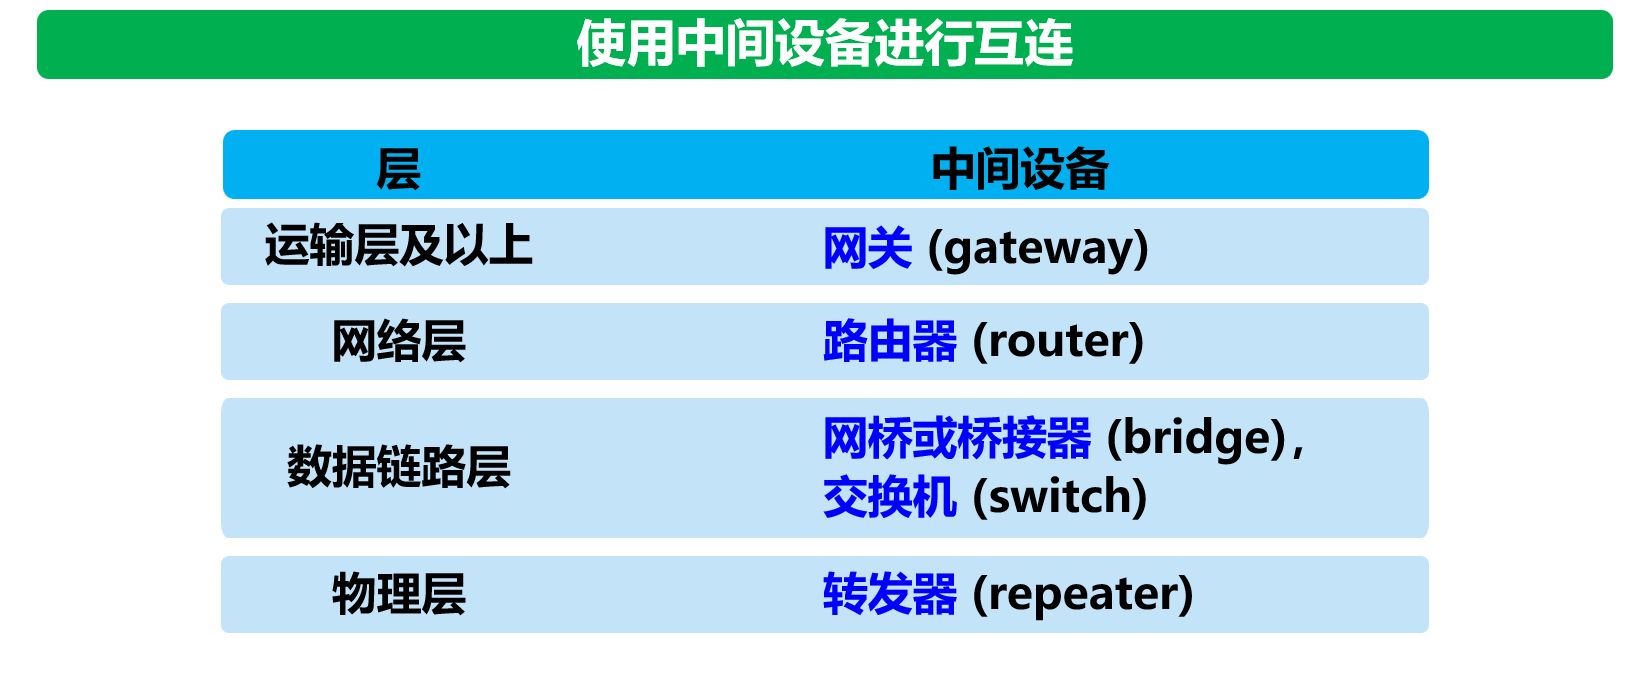 使用中间设备进行互连
层 中间设备
运输层及以上 网关 (gateway)
网络层 路由器 (router)
数据链路层 网桥或桥接器 (bridge),
交换机 (switch)
物理层 转发器 (repeater)